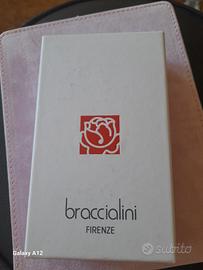 braccialini
FIRENZE
Galaxy A12
subito